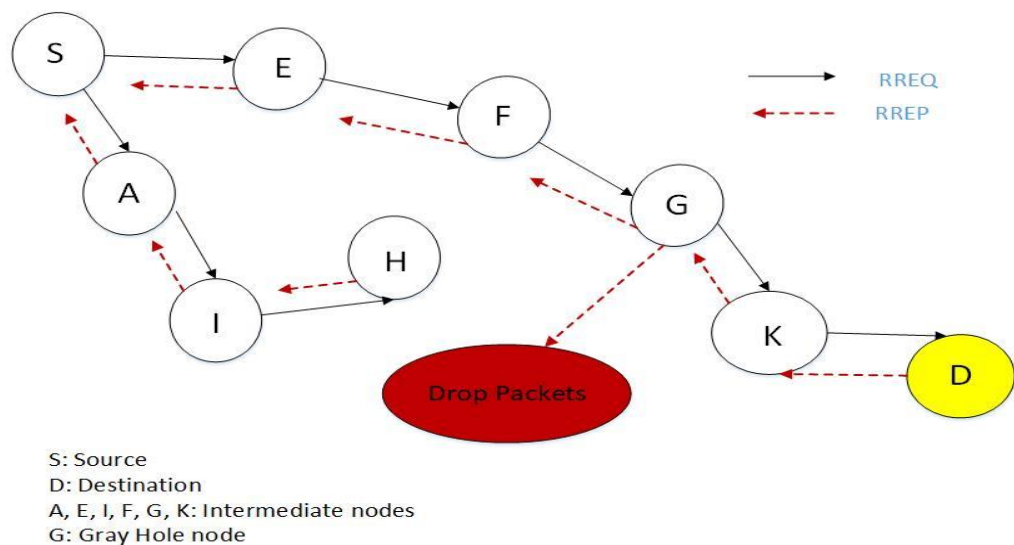 S
E
F
G
A
H
I
K
D
RREQ
RREP
Drop Packets
S: Source
D: Destination
A, E, I, F, G, K: Intermediate nodes
G: Gray Hole node